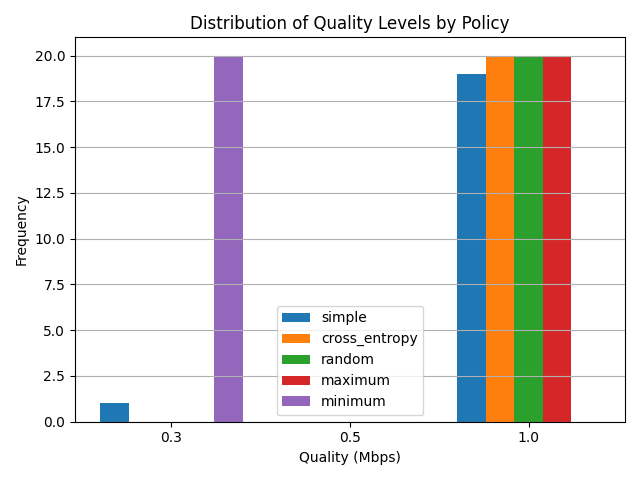 Distribution of Quality Levels by Policy
Frequency
20.0
17.5
15.0
12.5
10.0
7.5
5.0
2.5
0.0
simple
cross_entropy
random
maximum
minimum
0.3 0.5 1.0
Quality (Mbps)